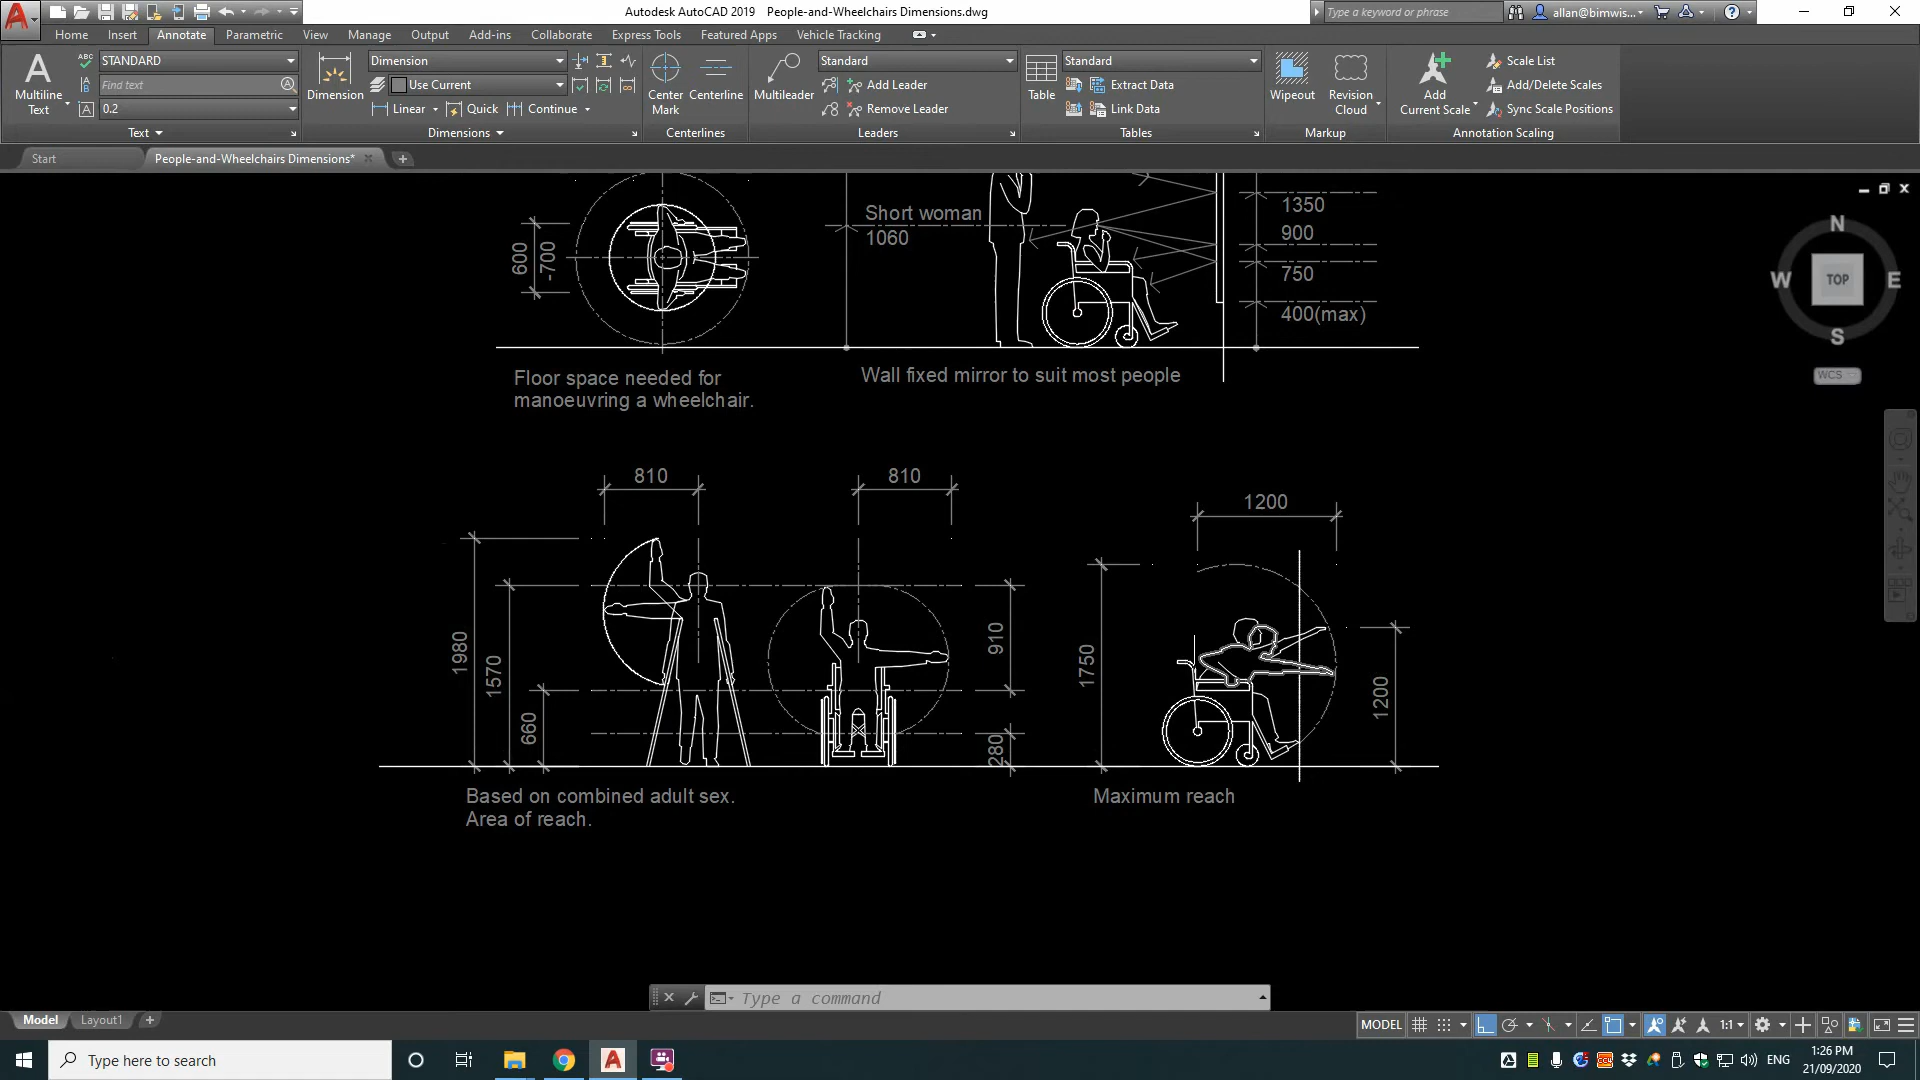 Autodesk AutoCAD 2019 People-and-Wheelchairs Dimensions.dwg
Type a keyword or phrase
allan@bimwis...
Home Insert Annotate Parametric View Manage Output Add-ins Collaborate Express Tools Featured Apps Vehicle Tracking
STANDARD
Find text
0.2
Multiline
Text
Text
Dimension
Dimension
Use Current
Linear Quick Continue
Dimensions
Center
Mark
Centerline
Centerlines
Multileader
Standard
Add Leader
Remove Leader
Leaders
Table
Standard
Extract Data
Link Data
Tables
Wipeout
Revision
Cloud
Markup
Add
Current Scale
Scale List
Add/Delete Scales
Sync Scale Positions
Annotation Scaling
Start People-and-Wheelchairs Dimensions*
N
W TOP E
S
WCS
600
-700
Short woman
1060
1350
900
750
400(max)
Floor space needed for
manoeuvring a wheelchair.
Wall fixed mirror to suit most people
810 810
1200
1980
1570
660
910
280
1750
1200
Based on combined adult sex.
Area of reach.
Maximum reach
Type a command
Model Layout1
MODEL 1:1
Type here to search
ENG
1:26 PM
21/09/2020